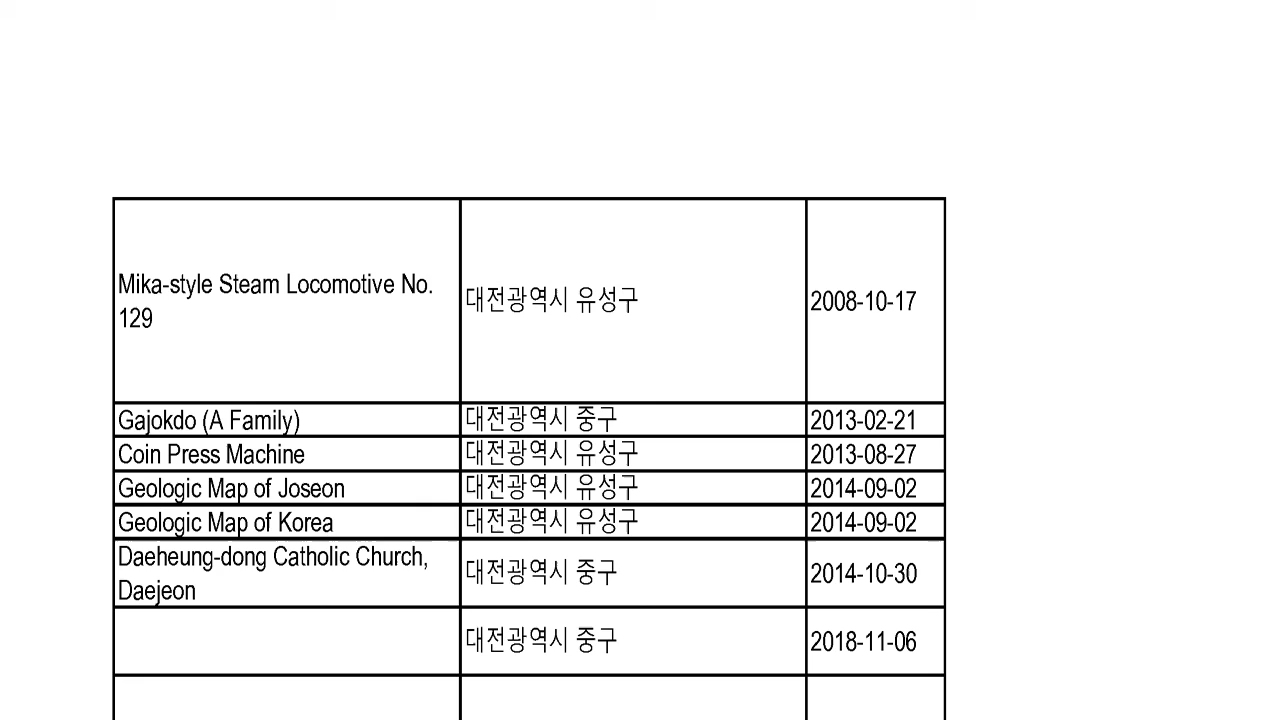 Mika-style Steam Locomotive No.
129
대전광역시 유성구
2008-10-17
Gajokdo (A Family)
대전광역시 중구
2013-02-21
Coin Press Machine
대전광역시 유성구
2013-08-27
Geologic Map of Joseon
대전광역시 유성구
2014-09-02
Geologic Map of Korea
대전광역시 유성구
2014-09-02
Daeheung-dong Catholic Church,
Daejeon
대전광역시 중구
2014-10-30
대전광역시 중구
2018-11-06